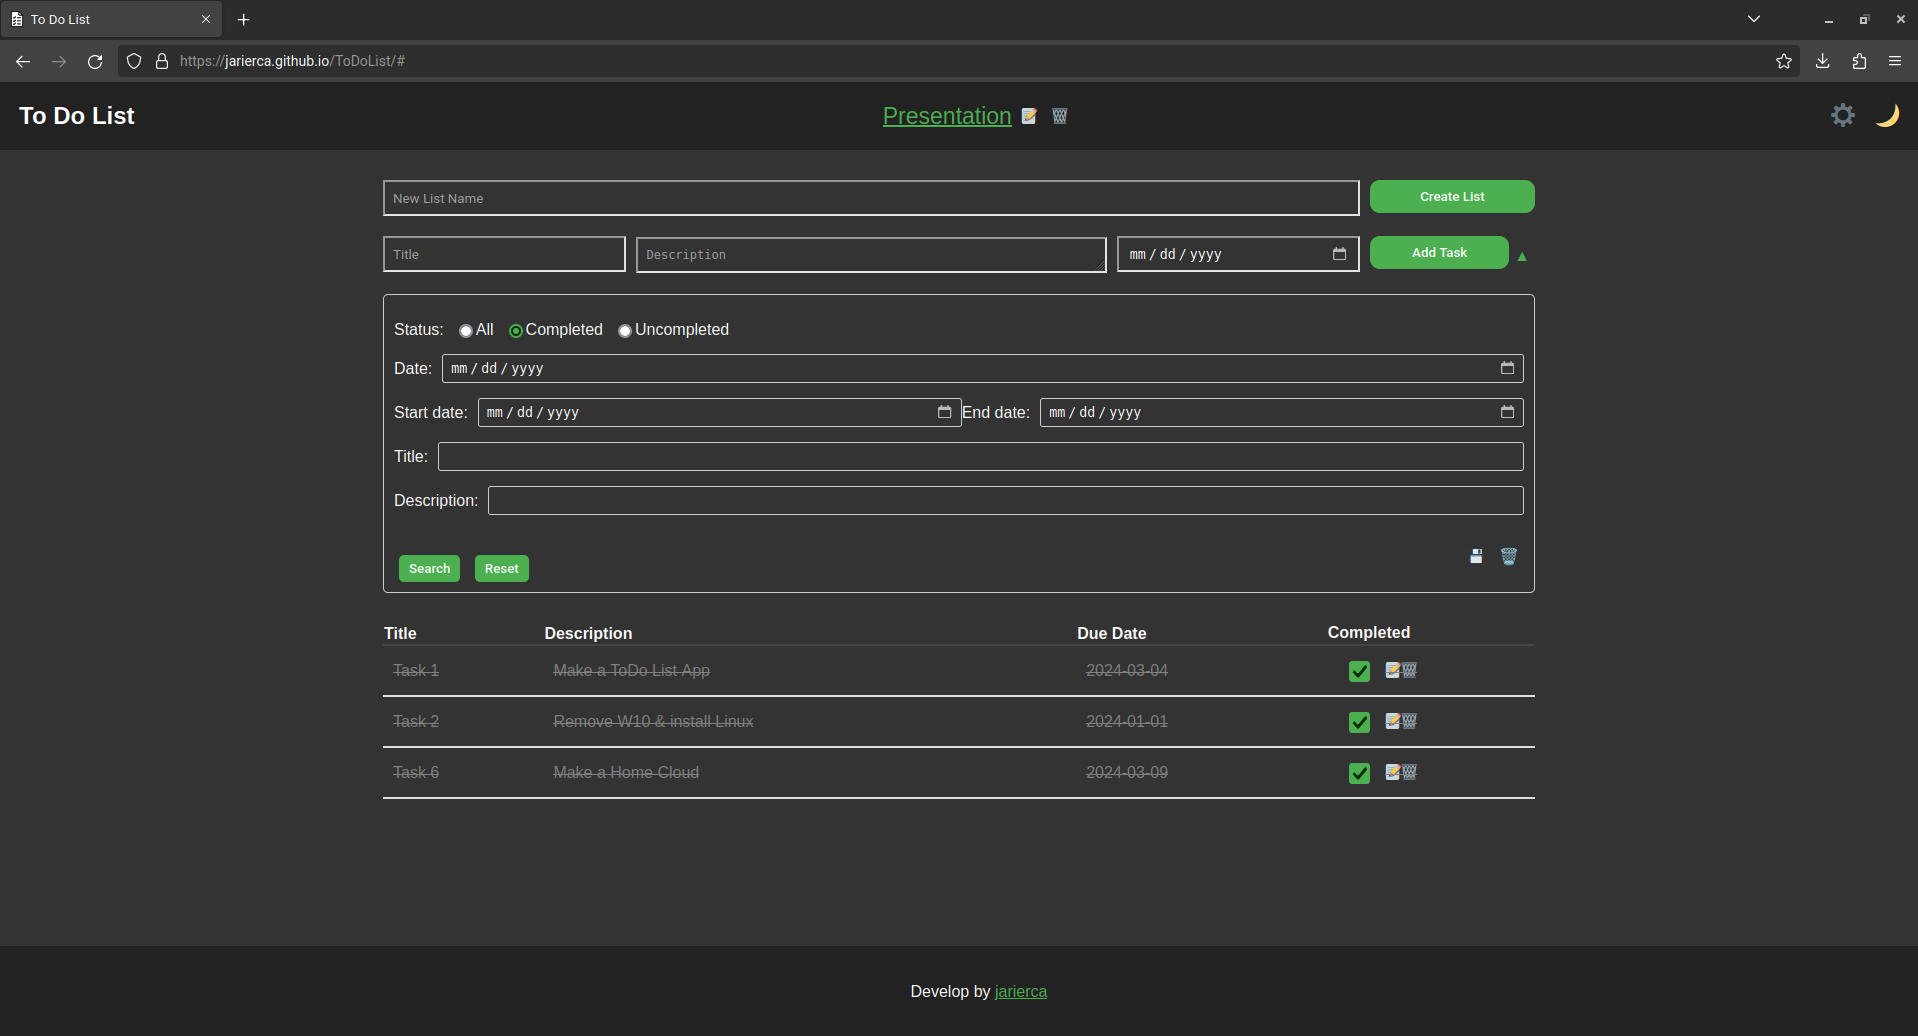 To Do List
https://jarierca.github.io/ToDoList/#
To Do List Presentation
New List Name Create List
Title Description mm / dd / yyyy Add Task ▲
Status: All Completed Uncompleted
Date: mm / dd / yyyy
Start date: mm / dd / yyyy End date: mm / dd / yyyy
Title:
Description:
Search Reset
Title Description Due Date Completed
Task 1 Make a ToDo List App 2024-03-04
Task 2 Remove W10 & install Linux 2024-01-01
Task 6 Make a Home Cloud 2024-03-09
Develop by jarierca